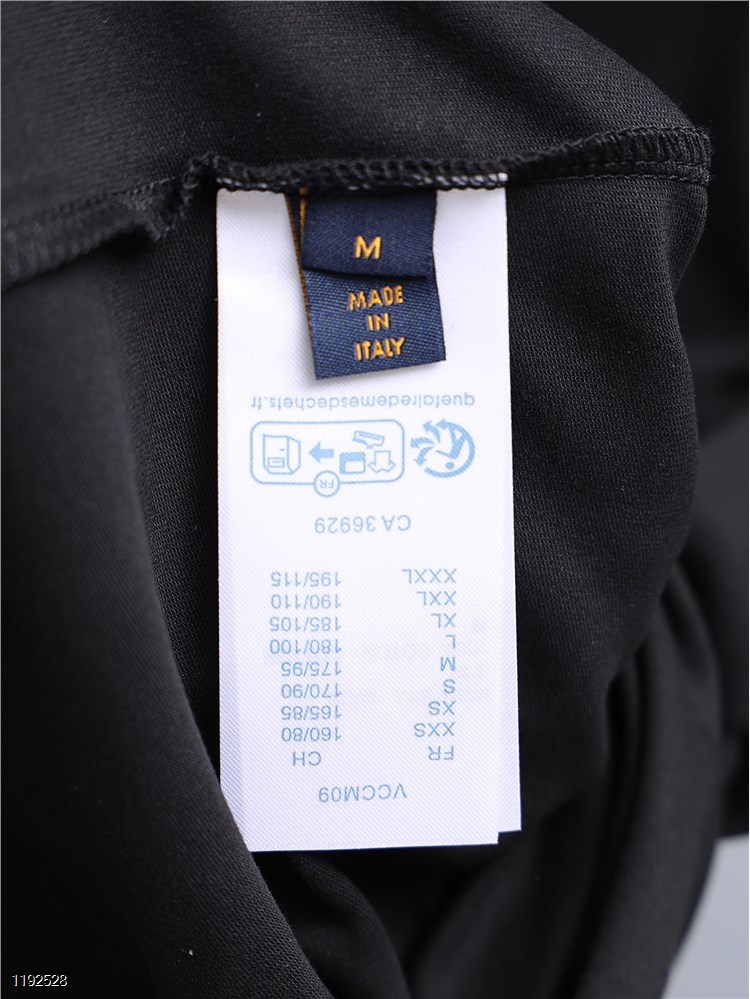 M
MADE
IN
ITALY
VCCM09
FR CH
XXS 160/80
XS 165/85
S 170/90
M 175/95
L 180/100
XL 185/105
XXL 190/110
XXXL 195/115
CA 36929
FR
quefairedemesdechets.fr
1192528